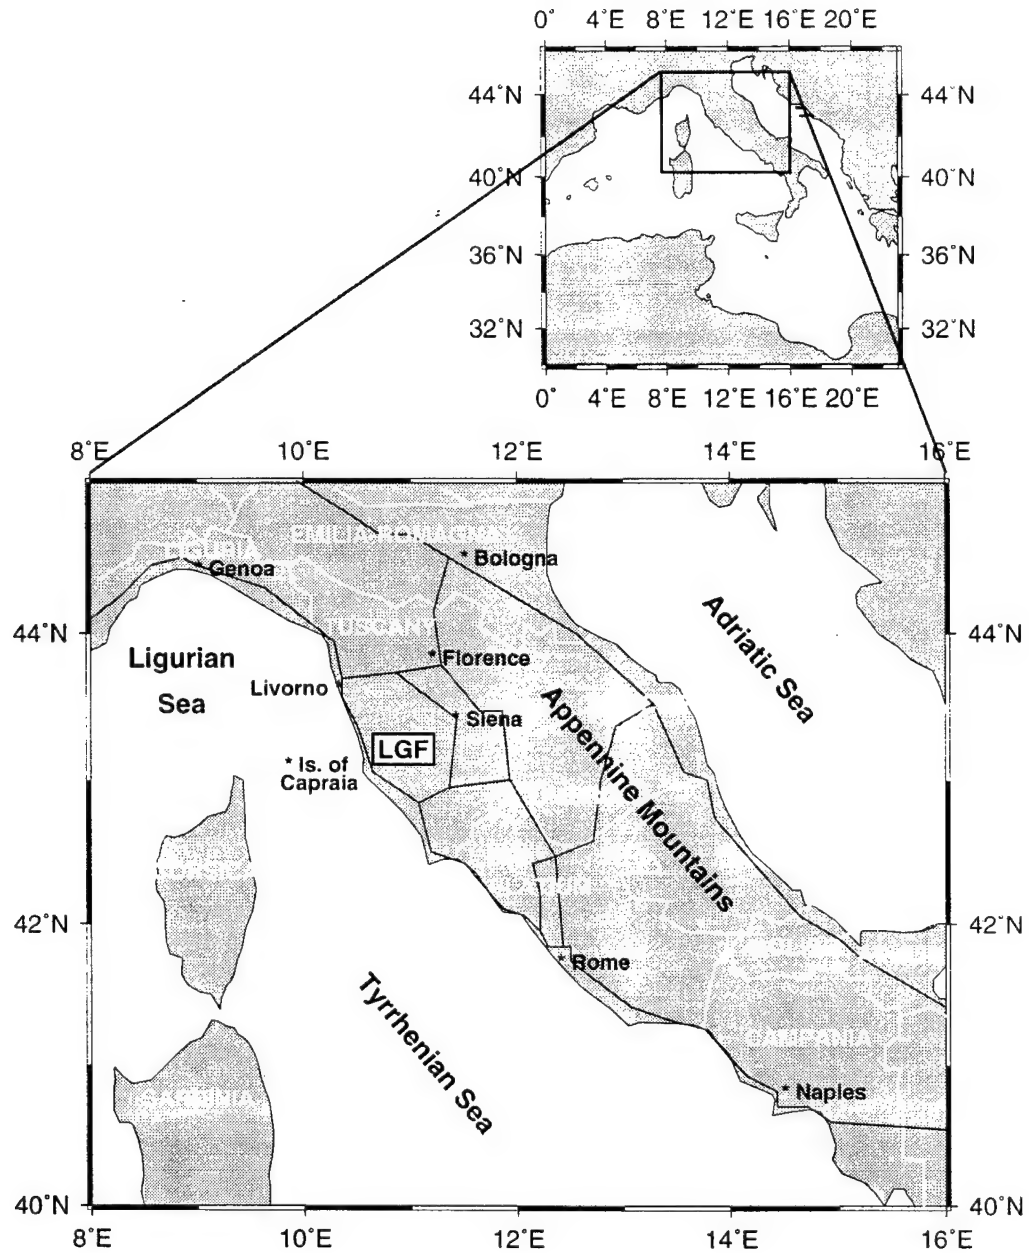 0° 4°E 8°E 12°E 16°E 20°E
44°N 44°N
40°N 40°N
36°N 36°N
32°N 32°N
0° 4°E 8°E 12°E 16°E 20°E
8°E 10°E 12°E 14°E 16°E
EMILIA-ROMAGNA
LIGURIA
* Bologna
Genoa
44°N 44°N
TUSCANY
Adriatic Sea
Ligurian
Sea
* Florence
Livorno
* Siena
Appennine Mountains
LGF
* Is. of
Capraia
42°N 42°N
* Rome
Tyrrhenian Sea
CAMPANIA
* Naples
SARDINIA
40°N 40°N
8°E 10°E 12°E 14°E 16°E